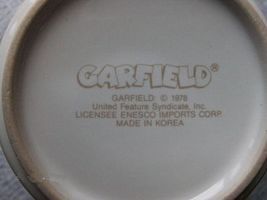 GARFIELD®
GARFIELD: © 1978
United Feature Syndicate, Inc.
LICENSEE ENESCO IMPORTS CORP.
MADE IN KOREA